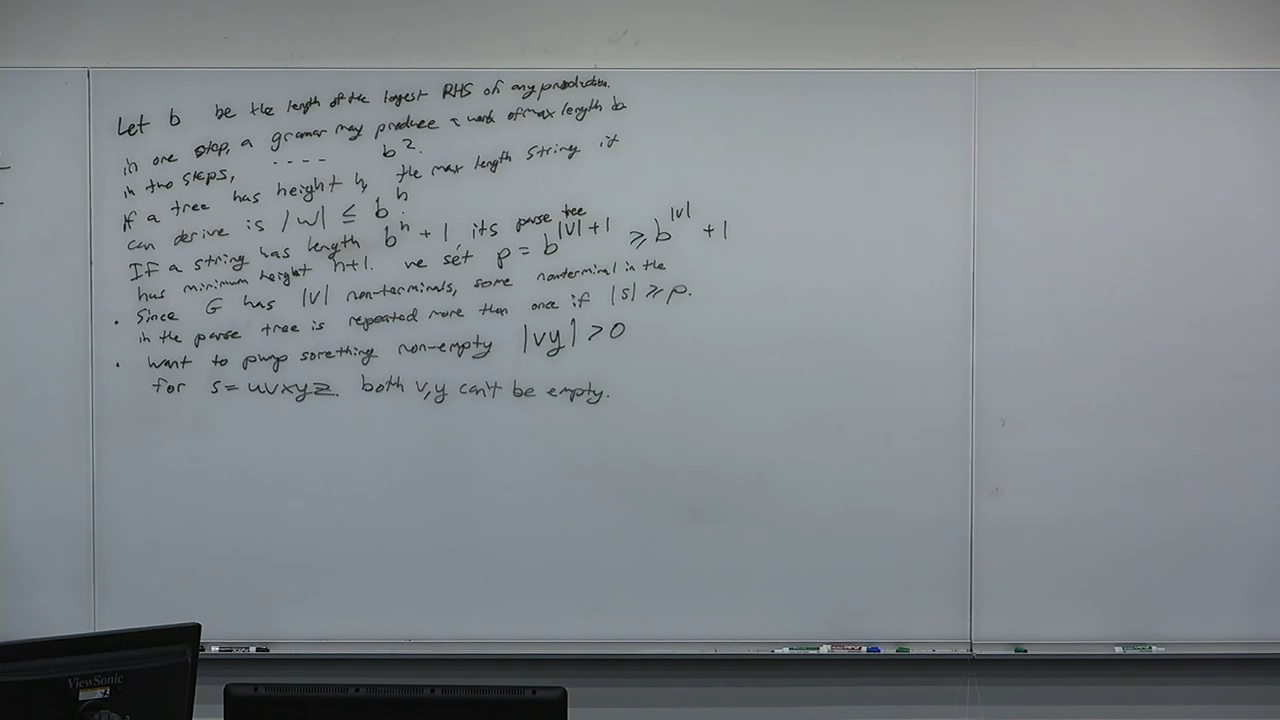 Let b be the length of the longest RHS of any production.
in one step, a gramar may produce a word of max length b
in two steps, ---- b².
If a tree has height h, the max length string it
can derive is |w| ≤ b^h.
If a string has length b^h + 1, its parse tree
has minimum height h+1. we set p = b^|V|+1 ≥ b^|V| + 1
• Since G has |V| non-terminals, some nonterminal in the
in the parse tree is repeated more than once if |s| ≥ p.
• Want to pump something non-empty |vy| > 0
for s = uvxyz. both v,y can't be empty.
ViewSonic